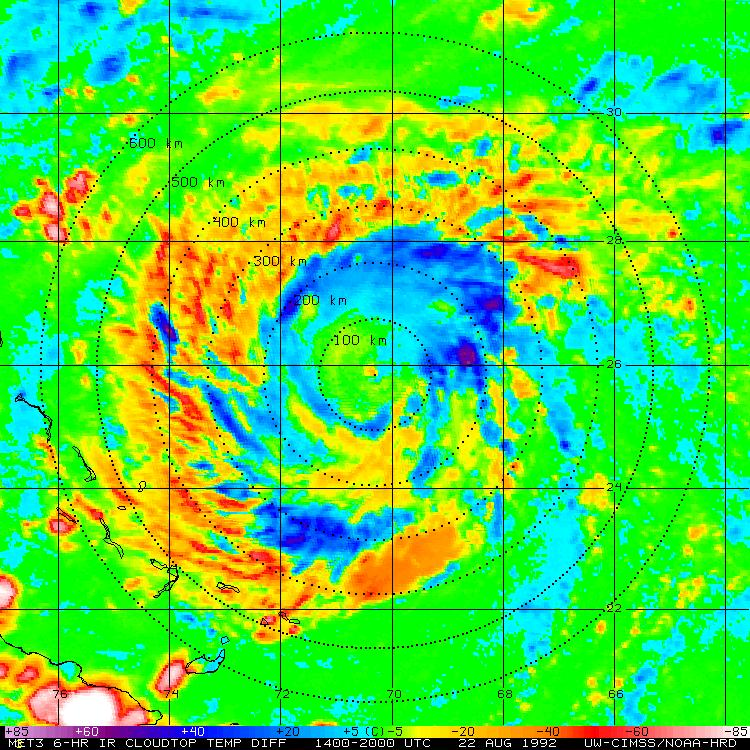 30
600 km
500 km
400 km
28
300 km
200 km
100 km
26
24
22
76 74 72 70 68 66
+85 +60 +40 +20 +5 (C) -5 -20 -40 -60 -85
MET3 6-HR IR CLOUDTOP TEMP DIFF 1400-2000 UTC 22 AUG 1992 UW-CIMSS/NOAA-HRD